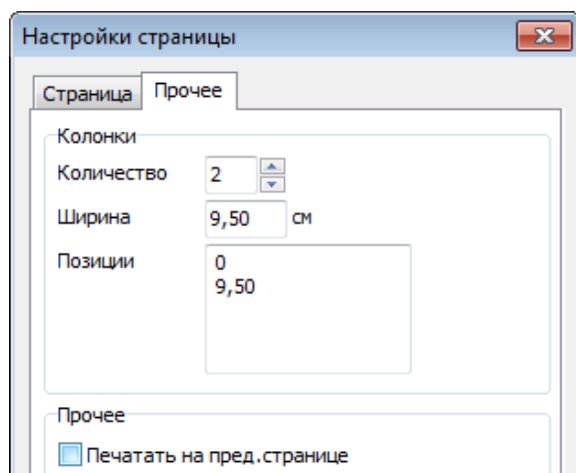 Настройки страницы
Страница Прочее
Колонки
Количество 2
Ширина 9,50 см
Позиции 0
9,50
Прочее
Печатать на пред.странице